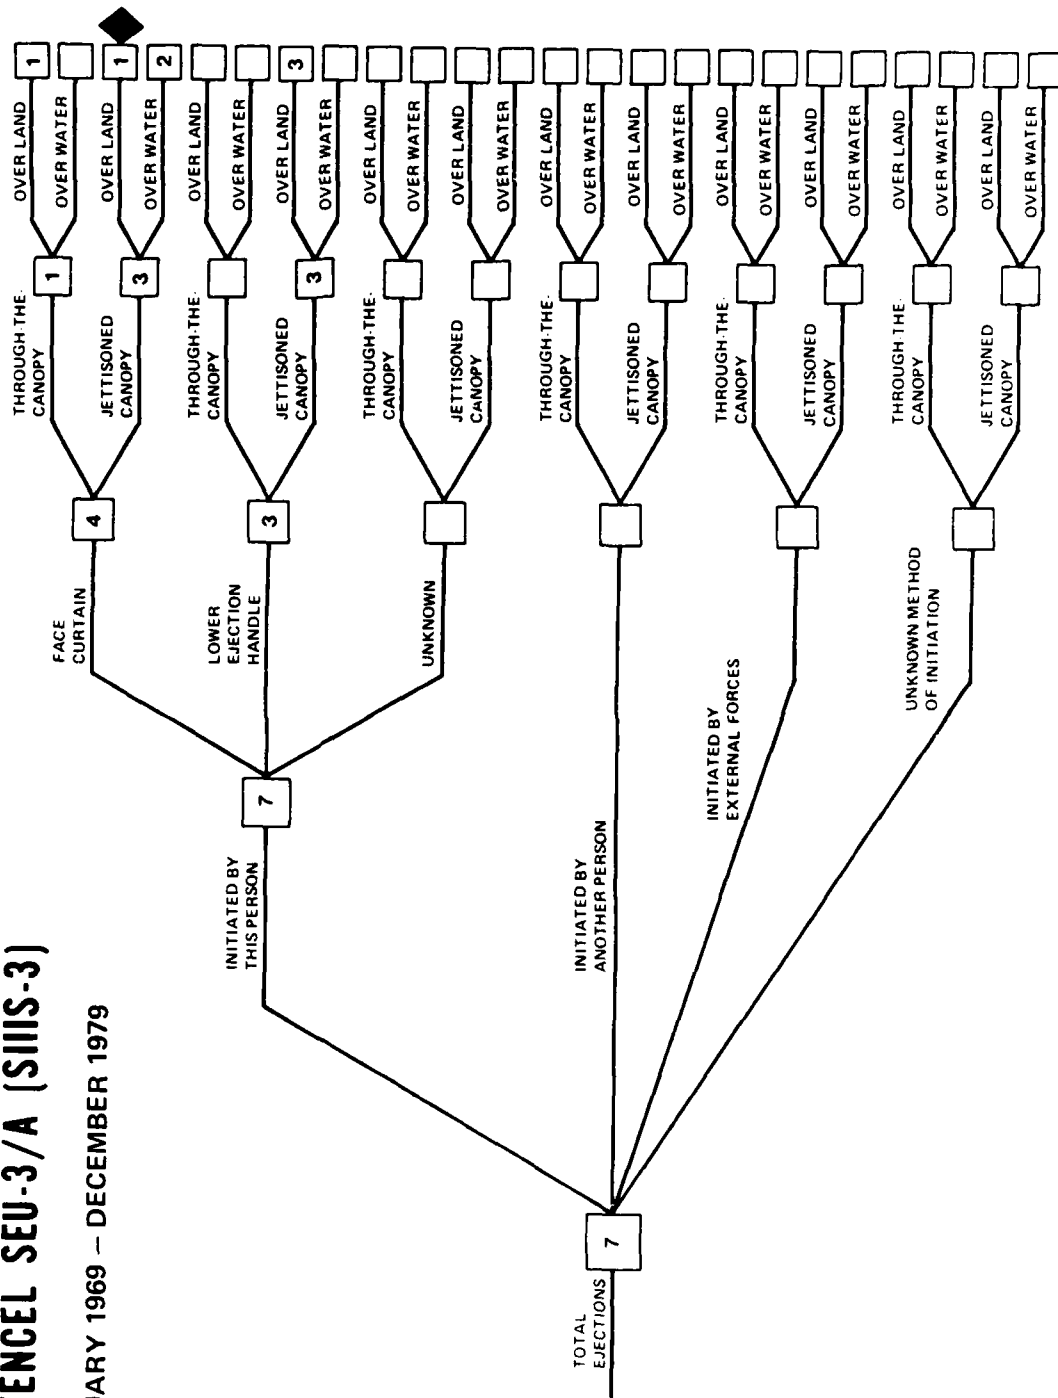 ENCEL SEU-3/A (SIIIS-3)
ARY 1969 — DECEMBER 1979
TOTAL
EJECTIONS
7
INITIATED BY
THIS PERSON
7
FACE
CURTAIN
4
THROUGH-THE-
CANOPY
1
OVER LAND
1
OVER WATER
JETTISONED
CANOPY
3
OVER LAND
1
OVER WATER
2
LOWER
EJECTION
HANDLE
3
THROUGH-THE-
CANOPY
OVER LAND
OVER WATER
JETTISONED
CANOPY
3
OVER LAND
3
OVER WATER
UNKNOWN
THROUGH-THE-
CANOPY
OVER LAND
OVER WATER
JETTISONED
CANOPY
OVER LAND
OVER WATER
INITIATED BY
ANOTHER PERSON
THROUGH-THE-
CANOPY
OVER LAND
OVER WATER
JETTISONED
CANOPY
OVER LAND
OVER WATER
INITIATED BY
EXTERNAL FORCES
THROUGH-THE-
CANOPY
OVER LAND
OVER WATER
JETTISONED
CANOPY
OVER LAND
OVER WATER
UNKNOWN METHOD
OF INITIATION
THROUGH-THE-
CANOPY
OVER LAND
OVER WATER
JETTISONED
CANOPY
OVER LAND
OVER WATER